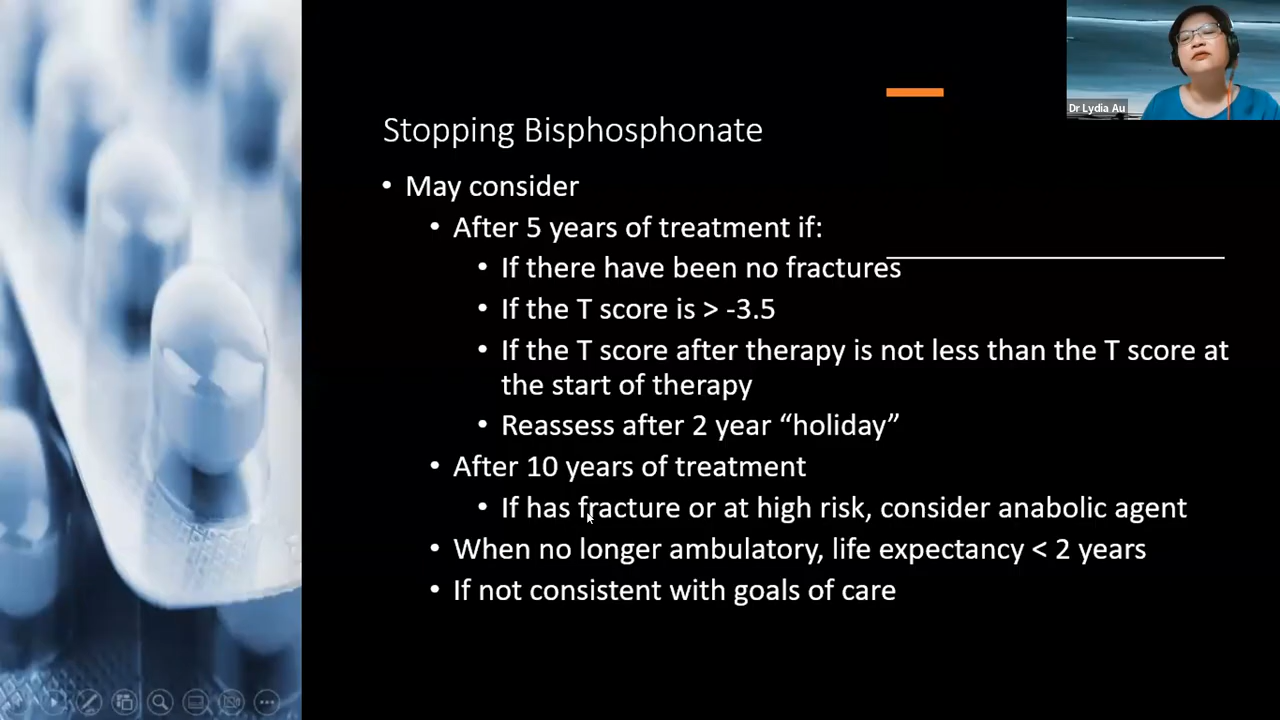 Dr Lydia Au
Stopping Bisphosphonate
• May consider
• After 5 years of treatment if:
• If there have been no fractures
• If the T score is > -3.5
• If the T score after therapy is not less than the T score at
the start of therapy
• Reassess after 2 year “holiday”
• After 10 years of treatment
• If has fracture or at high risk, consider anabolic agent
• When no longer ambulatory, life expectancy < 2 years
• If not consistent with goals of care